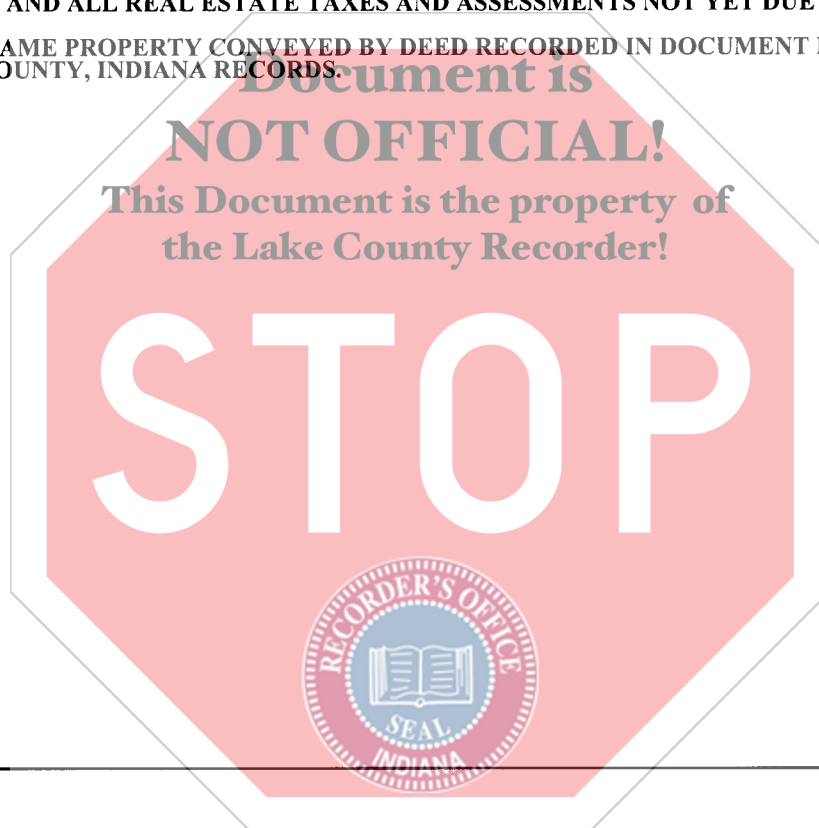 AND ALL REAL ESTATE TAXES AND ASSESSMENTS NOT YET DUE
AME PROPERTY CONVEYED BY DEED RECORDED IN DOCUMENT
OUNTY, INDIANA RECORDS.
Document is
NOT OFFICIAL!
This Document is the property of
the Lake County Recorder!
STOP
RECORDER'S OFFICE
SEAL
INDIANA